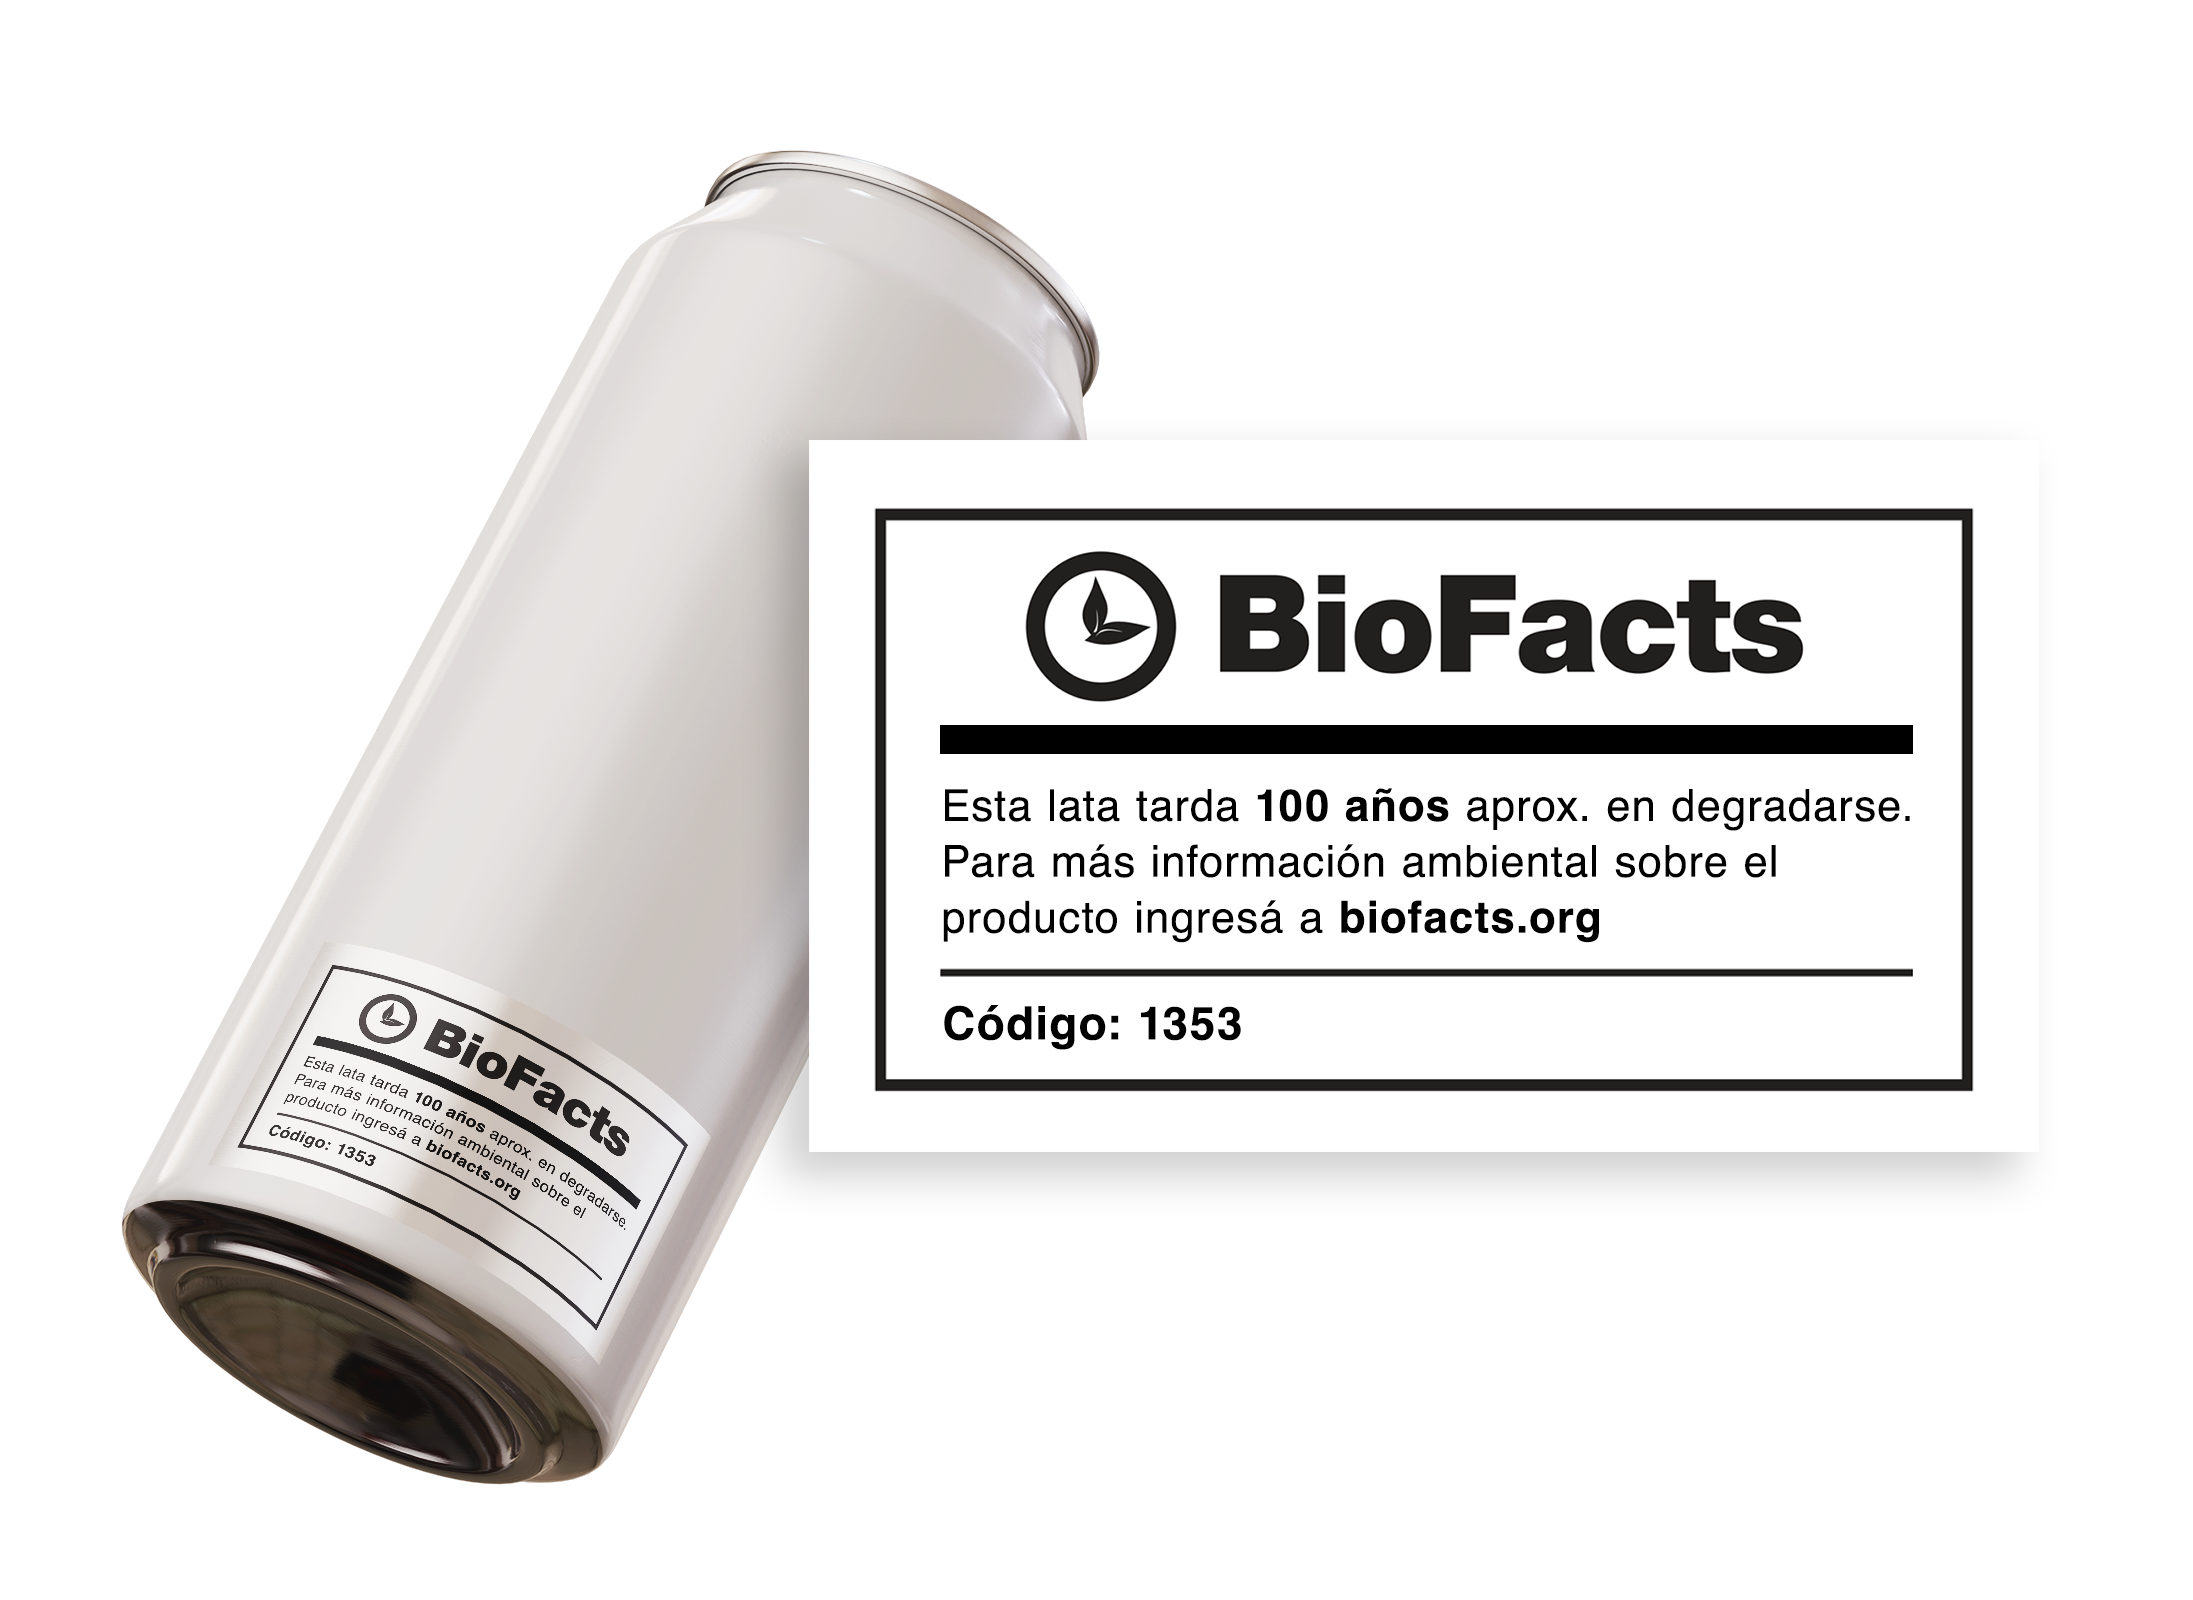 BioFacts
Esta lata tarda 100 años aprox. en degradarse.
Para más información ambiental sobre el
producto ingresá a biofacts.org
Código: 1353
BioFacts
Esta lata tarda 100 años aprox. en degradarse.
Para más información ambiental sobre el
producto ingresá a biofacts.org
Código: 1353